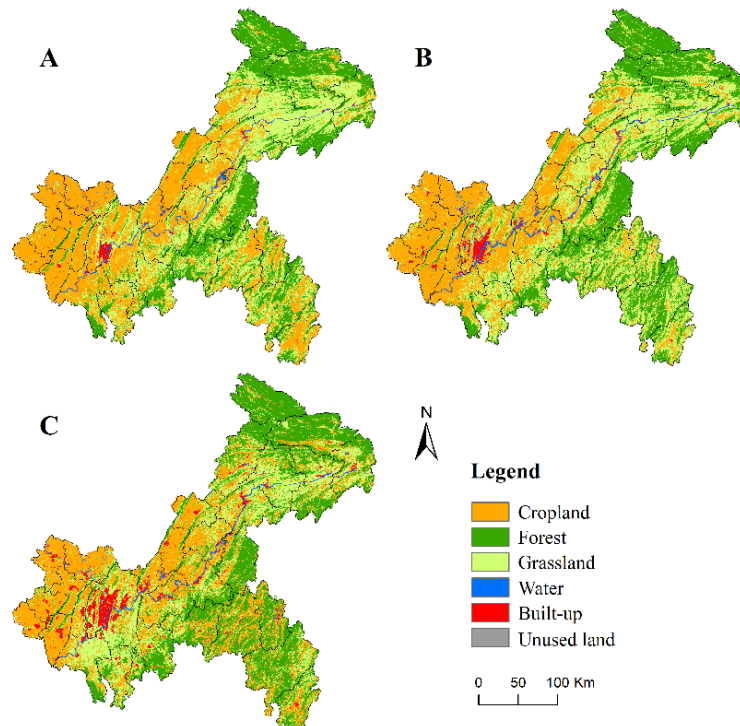 A
B
C
N
Legend
Cropland
Forest
Grassland
Water
Built-up
Unused land
0 50 100 Km